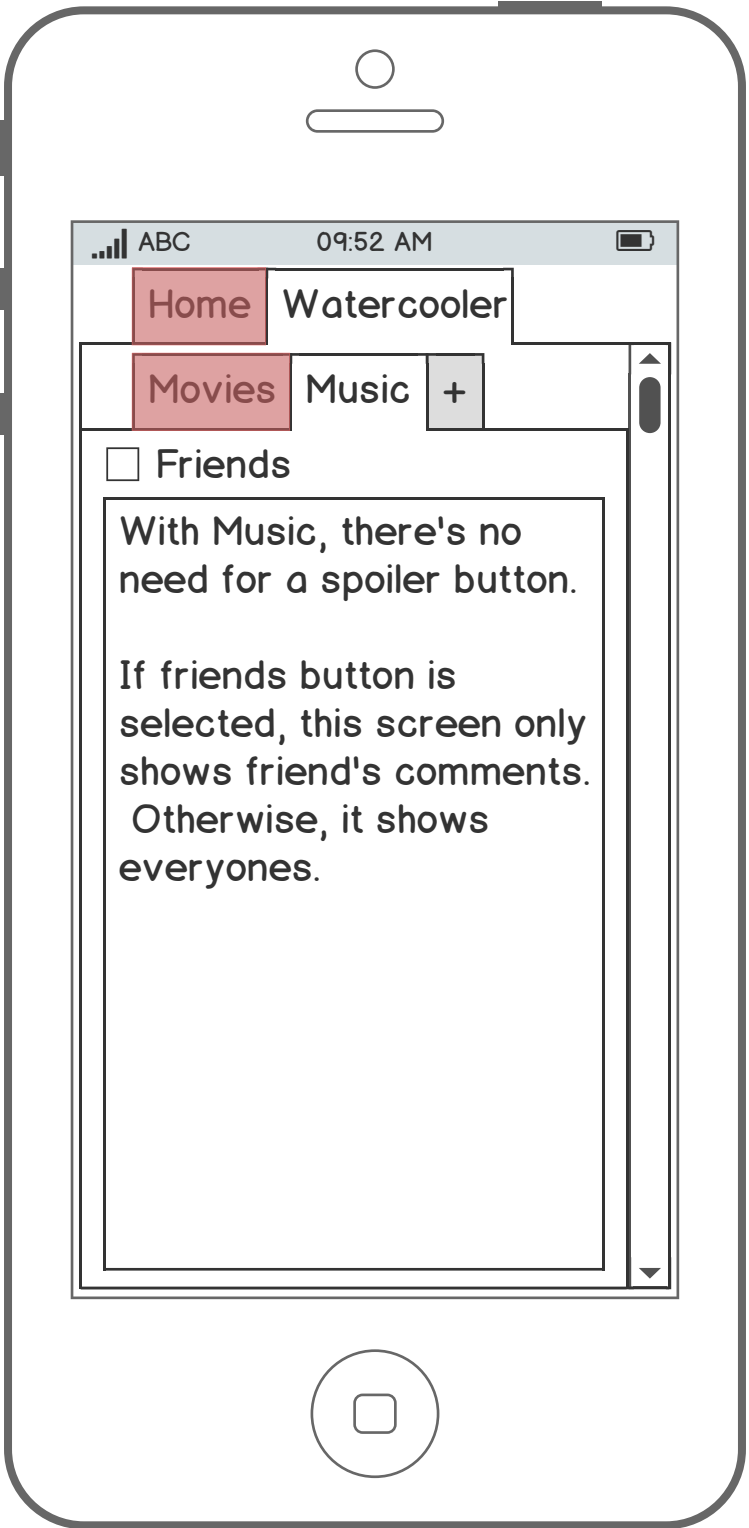 ABC 09:52 AM
Home Watercooler
Movies Music +
Friends
With Music, there's no
need for a spoiler button.
If friends button is
selected, this screen only
shows friend's comments.
Otherwise, it shows
everyones.